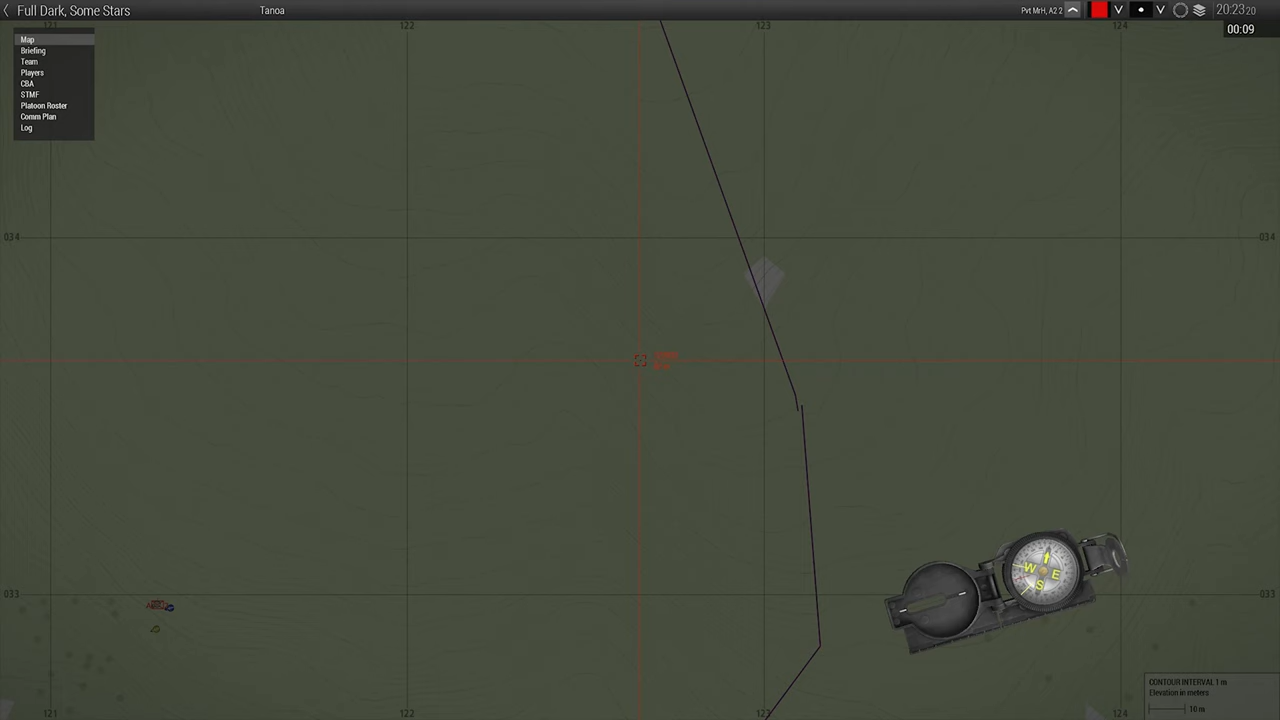 Full Dark, Some Stars
Tanoa
Pvt MrH, A2 2
20:23 20
00:09
121
122
123
124
Map
Briefing
Team
Players
CBA
STMF
Platoon Roster
Comm Plan
Log
034
034
033
033
W
E
S
CONTOUR INTERVAL 1 m
Elevation in meters
10 m
121
122
123
124